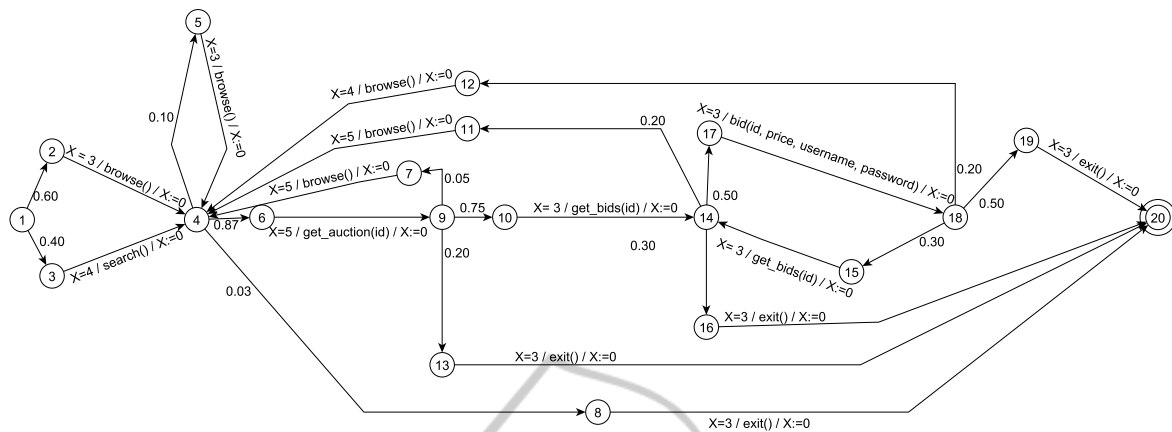 5
X=3 / browse() / X:=0
0.10
12
X=4 / browse() / X:=0
11
X=5 / browse() / X:=0
0.20
17
X=3 / bid(id, price, username, password) / X:=0
19
X=3 / exit() / X:=0
2
X = 3 / browse() / X:=0
0.60
7
X=5 / browse() / X:=0
0.05
0.20
0.50
0.50
1
4
0.87
6
X=5 / get_auction(id) / X:=0
9
0.75
10
X= 3 / get_bids(id) / X:=0
14
18
20
0.40
3
X=4 / search() / X:=0
0.20
0.30
0.30
X= 3 / get_bids(id) / X:=0
15
0.03
16
X=3 / exit() / X:=0
13
X=3 / exit() / X:=0
8
X=3 / exit() / X:=0